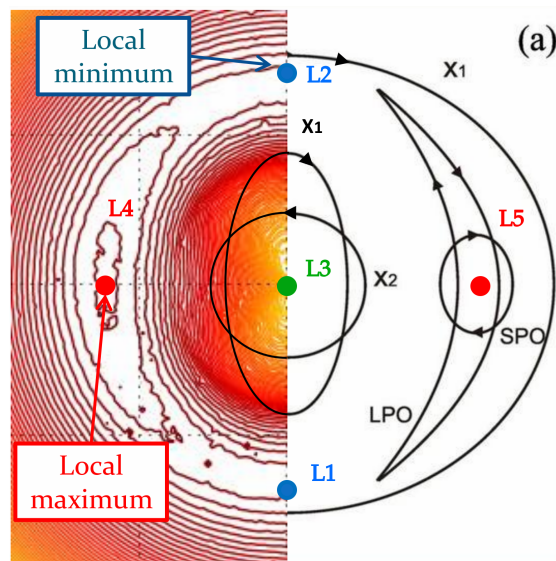 Local
minimum
(a)
L2
X1
X1
L4
L5
L3
X2
SPO
LPO
L1
Local
maximum